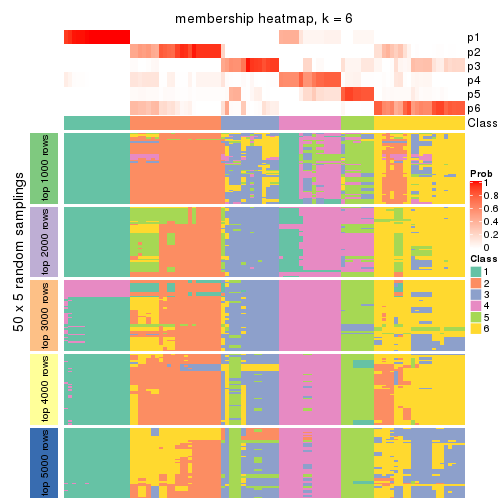 membership heatmap, k = 6
p1
p2
p3
p4
p5
p6
Class
50 x 5 random samplings
top 1000 rows
top 2000 rows
top 3000 rows
top 4000 rows
top 5000 rows
Prob
1
0.8
0.6
0.4
0.2
0
Class
1
2
3
4
5
6